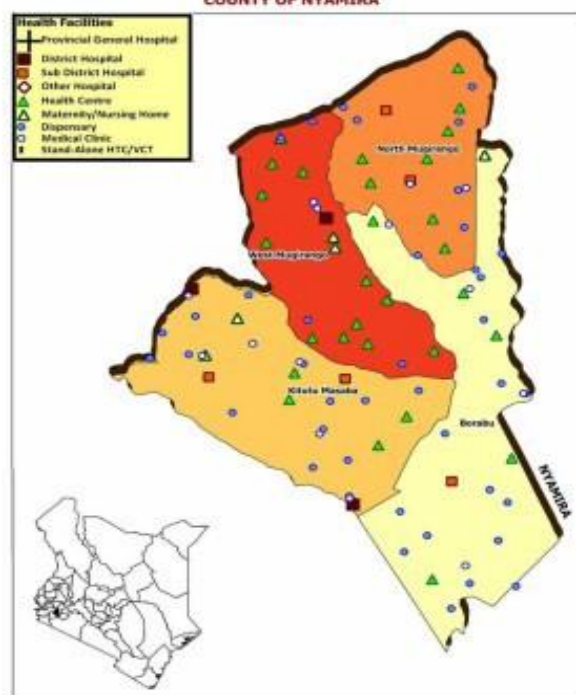 COUNTY OF NYAMIRA
Health Facilities
Provincial General Hospital
District Hospital
Sub District Hospital
Other Hospital
Health Centre
Maternity/Nursing Home
Dispensary
Medical Clinic
Stand-Alone HTC/VCT
North Mugirango
West Mugirango
Kitutu Masaba
Borabu
NYAMIRA